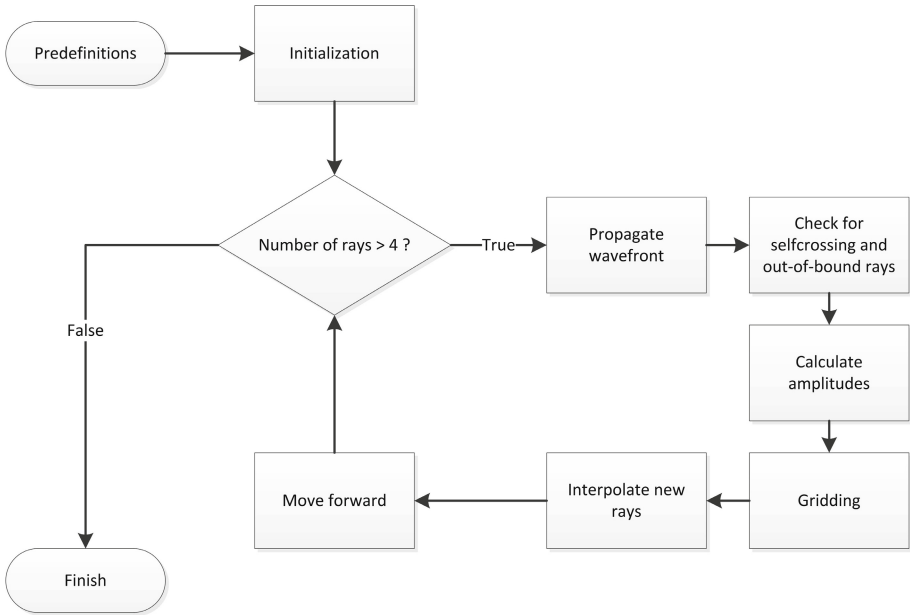 Predefinitions
Initialization
Number of rays > 4 ?
True
Propagate
wavefront
Check for
selfcrossing and
out-of-bound rays
False
Calculate
amplitudes
Move forward
Interpolate new
rays
Gridding
Finish